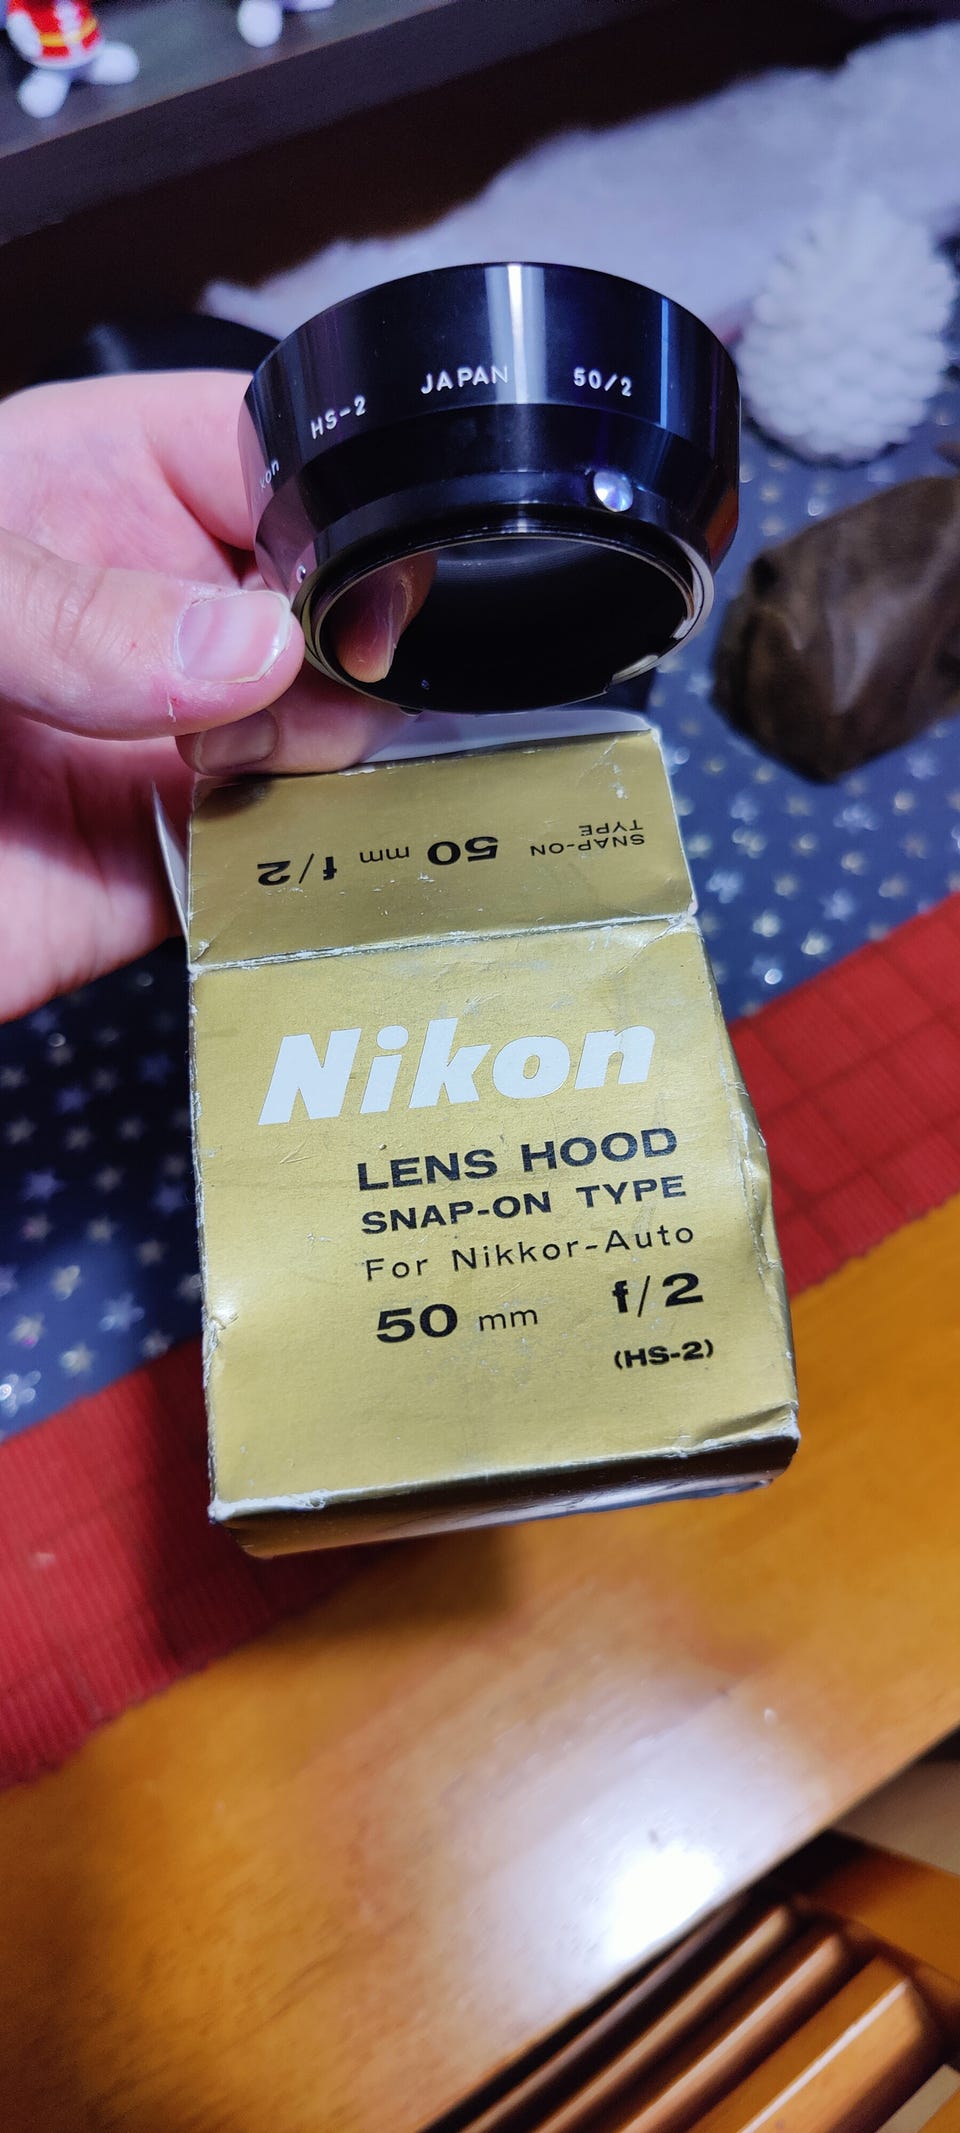 HS-2 JAPAN 50/2
SNAP-ON
TYPE
50 mm f/2
Nikon
LENS HOOD
SNAP-ON TYPE
For Nikkor-Auto
50 mm f/2
(HS-2)